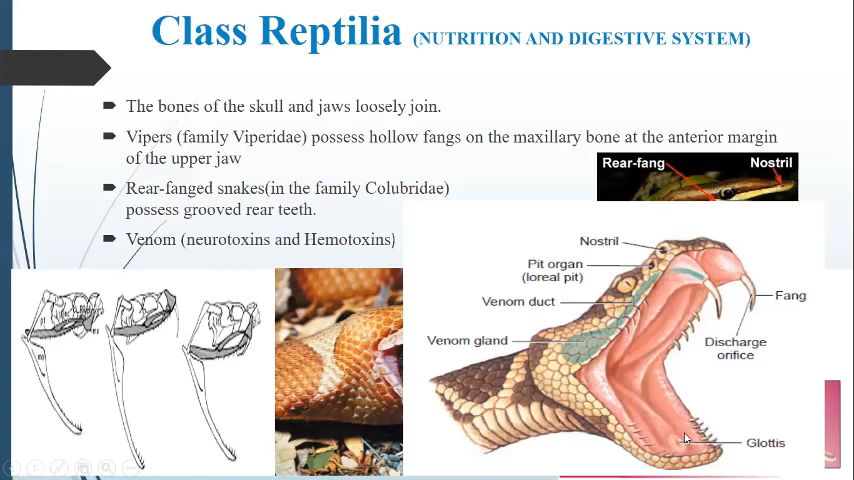 Class Reptilia (NUTRITION AND DIGESTIVE SYSTEM)
The bones of the skull and jaws loosely join.
Vipers (family Viperidae) possess hollow fangs on the maxillary bone at the anterior margin
of the upper jaw
Rear-fanged snakes(in the family Colubridae)
possess grooved rear teeth.
Venom (neurotoxins and Hemotoxins)
Rear-fang
Nostril
Nostril
Pit organ
(loreal pit)
Venom duct
Venom gland
Fang
Discharge
orifice
Glottis